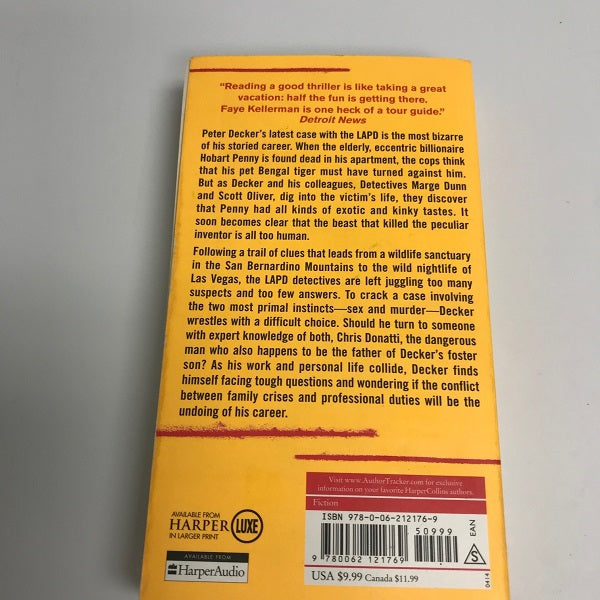 “Reading a good thriller is like taking a great
vacation: half the fun is getting there.
Faye Kellerman is one heck of a tour guide.”
Detroit News
Peter Decker's latest case with the LAPD is the most bizarre
of his storied career. When the elderly, eccentric billionaire
Hobart Penny is found dead in his apartment, the cops think
that his pet Bengal tiger must have turned against him.
But as Decker and his colleagues, Detectives Marge Dunn
and Scott Oliver, dig into the victim's life, they discover
that Penny had all kinds of exotic and kinky tastes. It
soon becomes clear that the beast that killed the peculiar
inventor is all too human.
Following a trail of clues that leads from a wildlife sanctuary
in the San Bernardino Mountains to the wild nightlife of
Las Vegas, the LAPD detectives are left juggling too many
suspects and too few answers. To crack a case involving
the two most primal instincts—sex and murder—Decker
wrestles with a difficult choice. Should he turn to someone
with expert knowledge of both, Chris Donatti, the dangerous
man who also happens to be the father of Decker's foster
son? As his work and personal life collide, Decker finds
himself facing tough questions and wondering if the conflict
between family crises and professional duties will be the
undoing of his career.
Visit www.AuthorTracker.com for exclusive
information on your favorite HarperCollins authors.
Fiction
AVAILABLE FROM
HARPER LUXE
IN LARGER PRINT
AVAILABLE FROM
HarperAudio
ISBN 978-0-06-212176-9
50999
9 780062 121769
S EAN
0414
USA $9.99 Canada $11.99